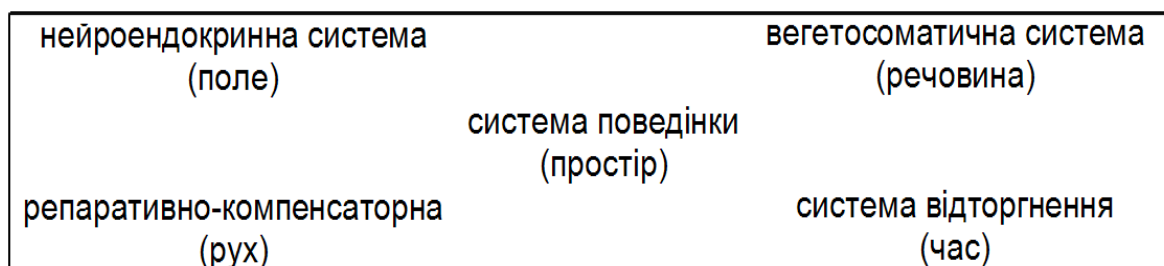 нейроендокринна система
(поле)
вегетосоматична система
(речовина)
система поведінки
(простір)
репаративно-компенсаторна
(рух)
система відторгнення
(час)